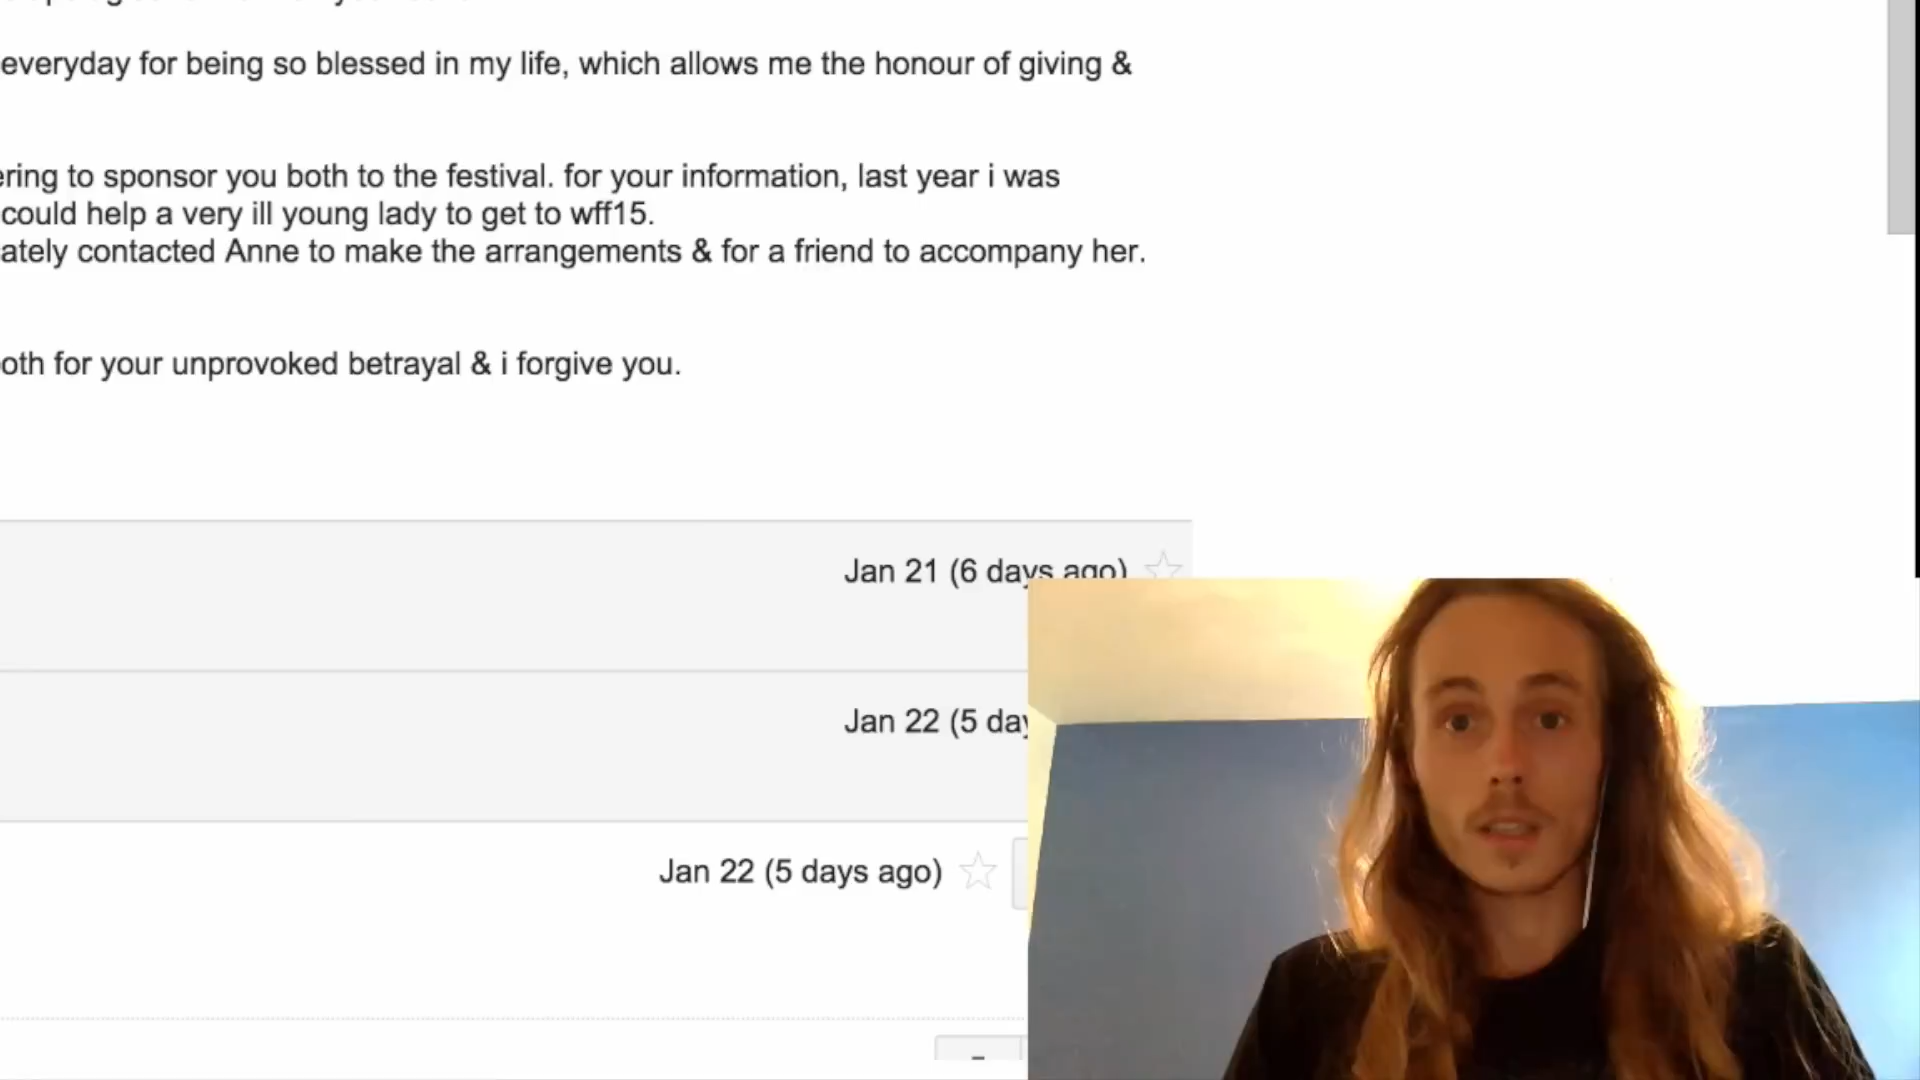 everyday for being so blessed in my life, which allows me the honour of giving &
ering to sponsor you both to the festival. for your information, last year i was
could help a very ill young lady to get to wff15.
ately contacted Anne to make the arrangements & for a friend to accompany her.
oth for your unprovoked betrayal & i forgive you.
Jan 21 (6 days ago)
Jan 22 (5 day
Jan 22 (5 days ago)